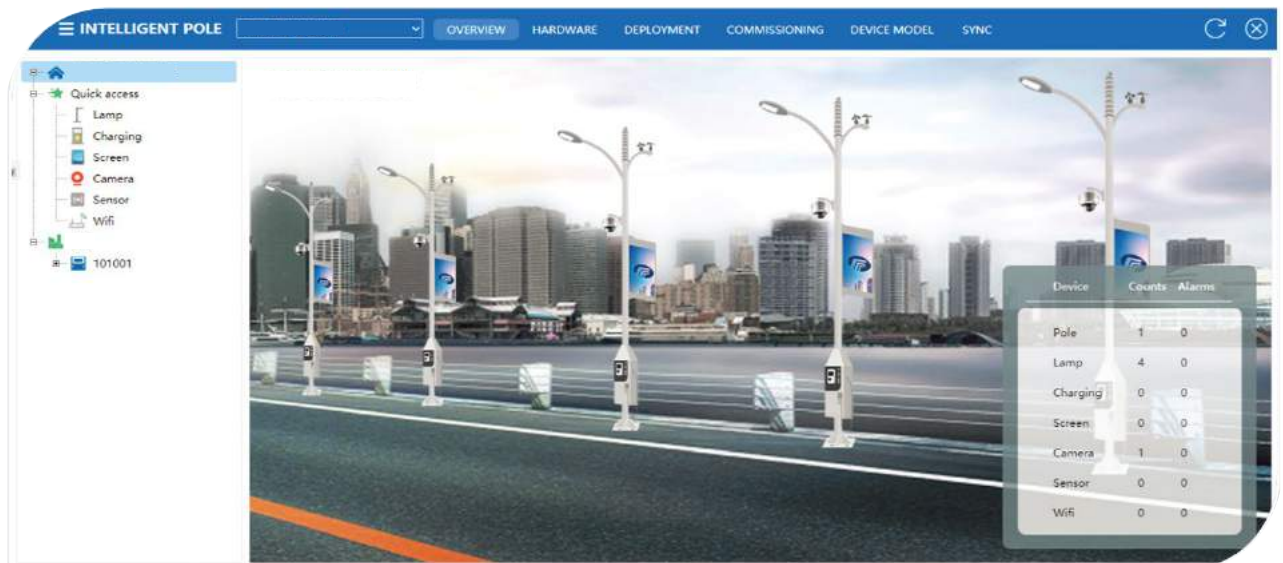 INTELLIGENT POLE OVERVIEW HARDWARE DEPLOYMENT COMMISSIONING DEVICE MODEL SYNC
Quick access
Lamp
Charging
Screen
Camera
Sensor
Wifi
101001
Device Counts Alarms
Pole 1 0
Lamp 4 0
Charging 0 0
Screen 0 0
Camera 1 0
Sensor 0 0
Wifi 0 0